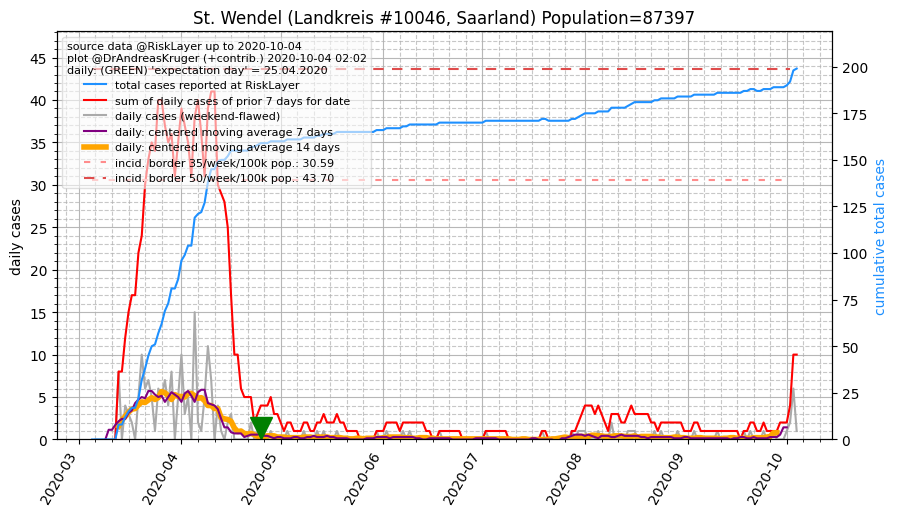 St. Wendel (Landkreis #10046, Saarland) Population=87397
source data @RiskLayer up to 2020-10-04
plot @DrAndreasKruger (+contrib.) 2020-10-04 02:02
daily: (GREEN) 'expectation day' = 25.04.2020
total cases reported at RiskLayer
sum of daily cases of prior 7 days for date
daily cases (weekend-flawed)
daily: centered moving average 7 days
daily: centered moving average 14 days
incid. border 35/week/100k pop.: 30.59
incid. border 50/week/100k pop.: 43.70
daily cases
45
40
35
30
25
20
15
10
5
0
cumulative total cases
200
175
150
125
100
75
50
25
0
2020-03
2020-04
2020-05
2020-06
2020-07
2020-08
2020-09
2020-10